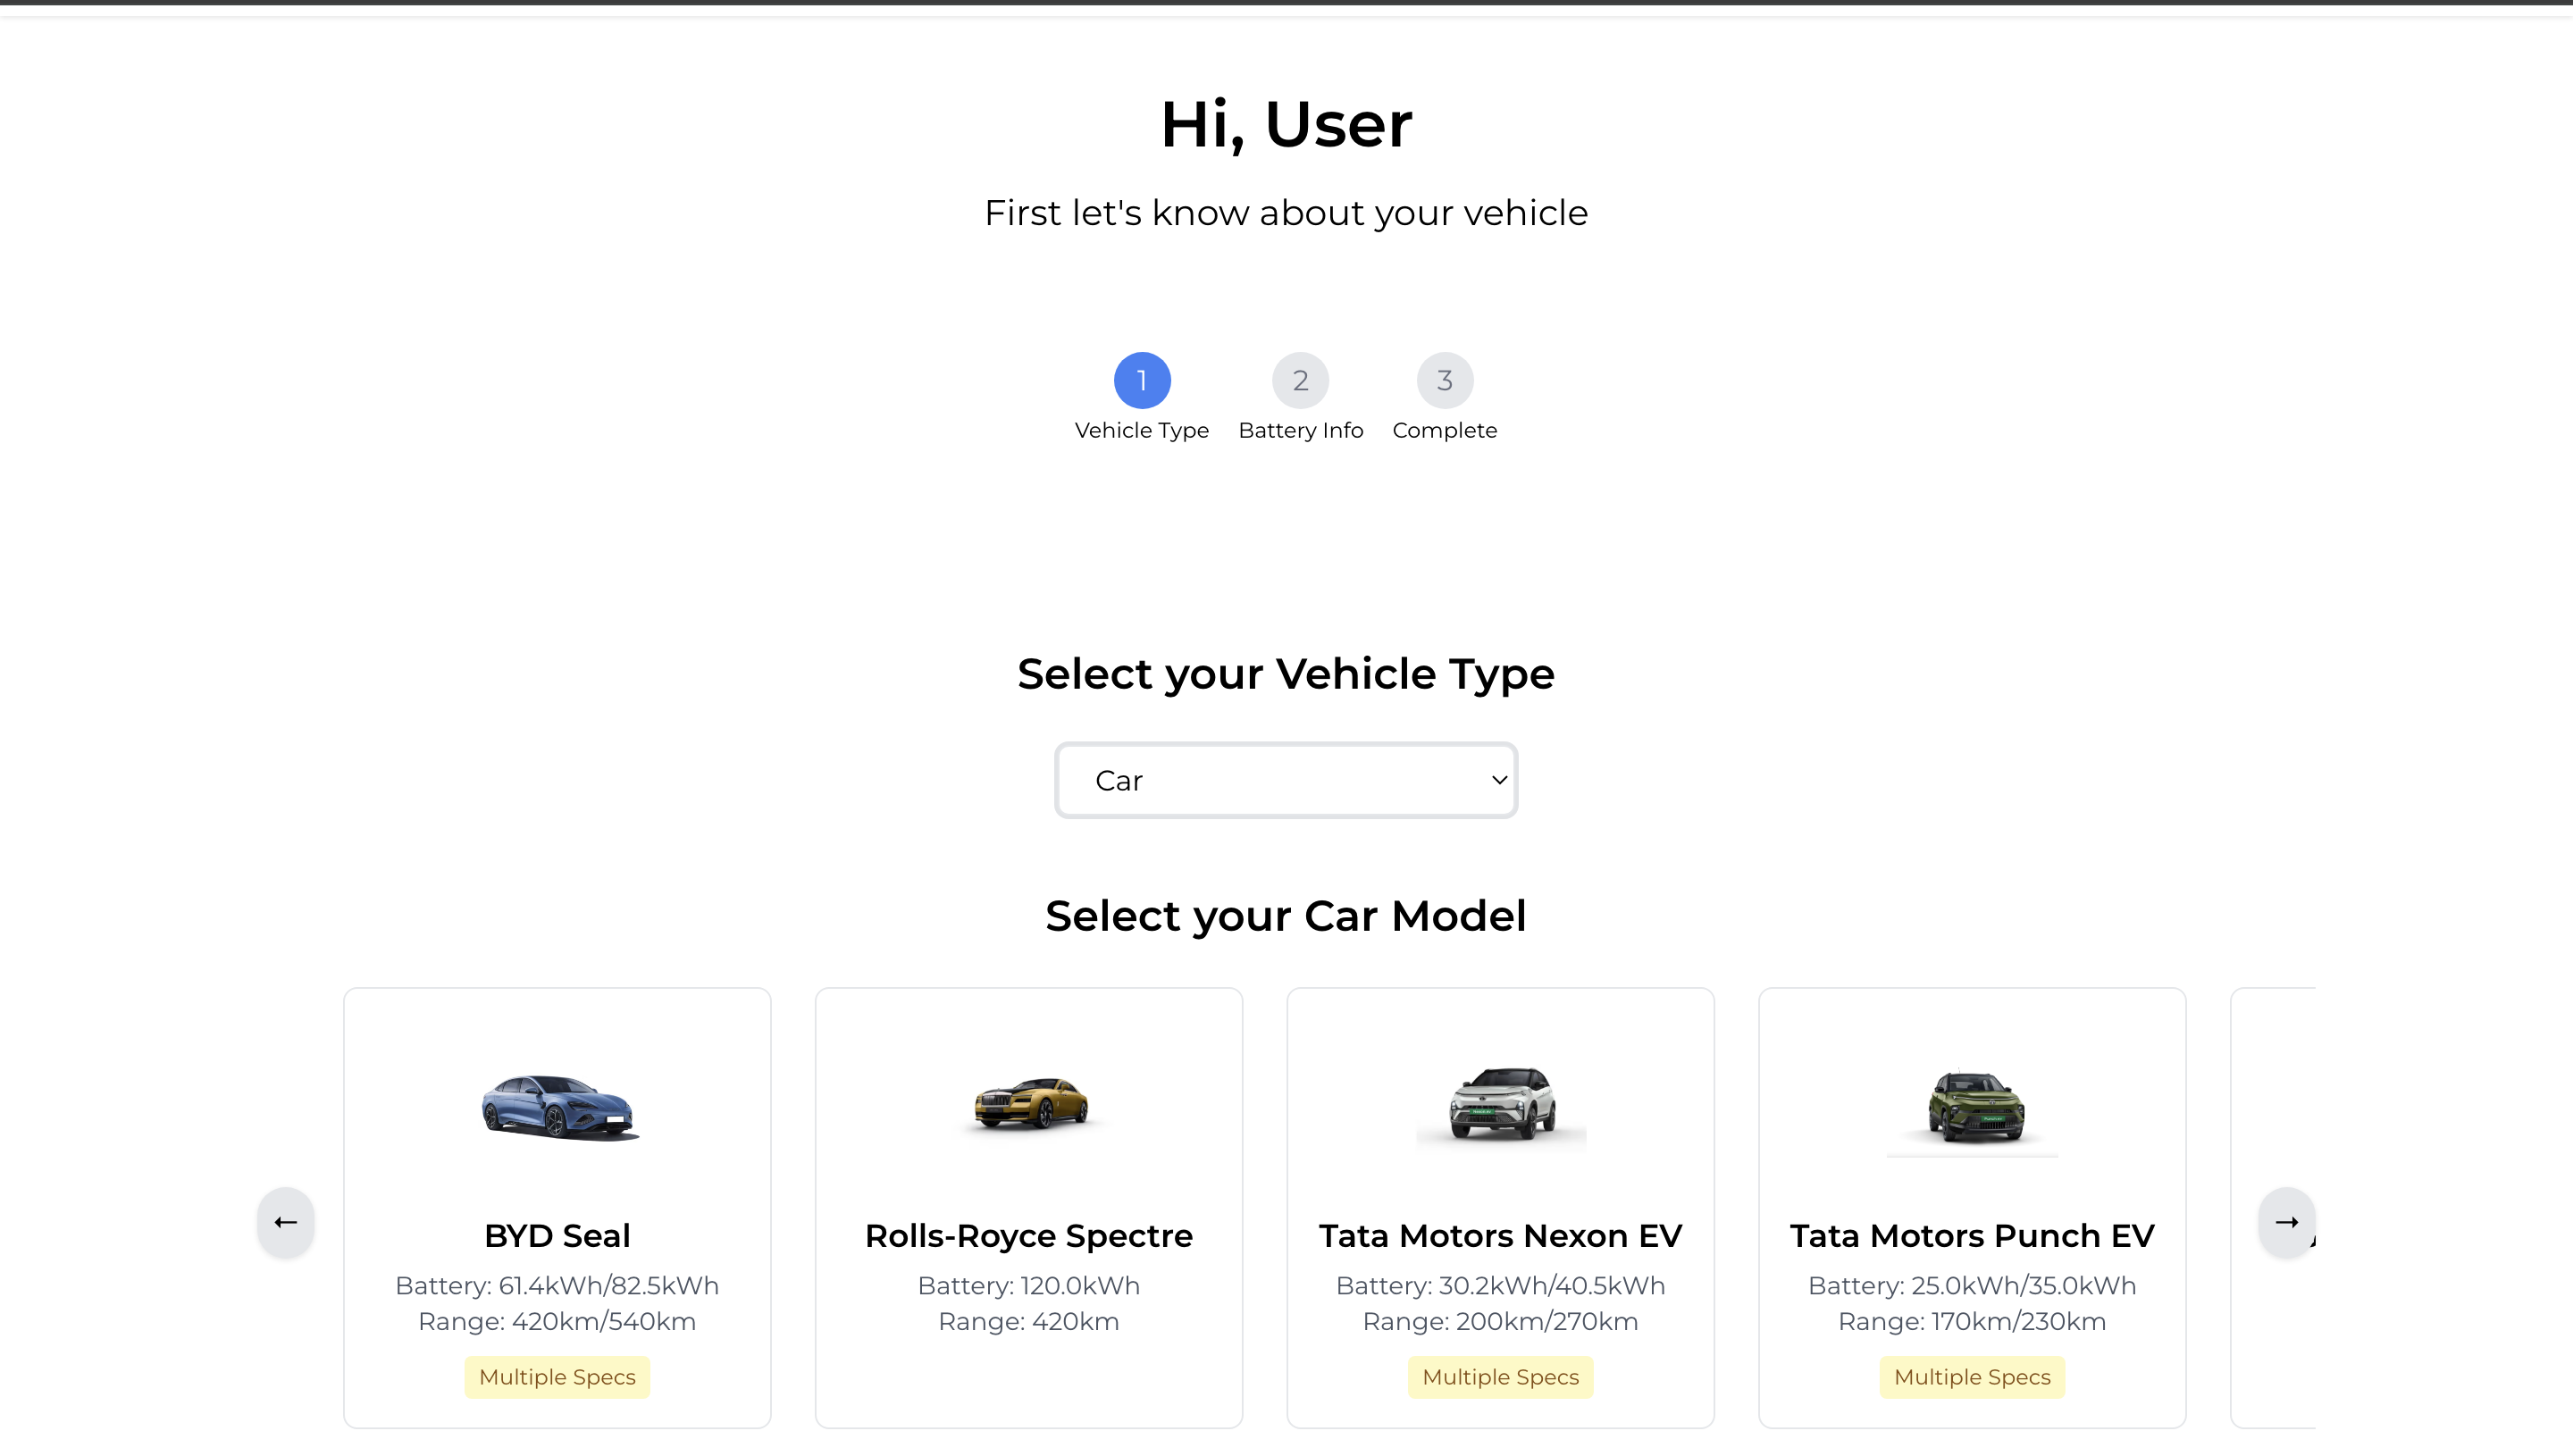 Hi, User
First let's know about your vehicle
1
Vehicle Type
2
Battery Info
3
Complete
Select your Vehicle Type
Car
Select your Car Model
BYD Seal
Battery: 61.4kWh/82.5kWh
Range: 420km/540km
Multiple Specs
Rolls-Royce Spectre
Battery: 120.0kWh
Range: 420km
Tata Motors Nexon EV
Battery: 30.2kWh/40.5kWh
Range: 200km/270km
Multiple Specs
Tata Motors Punch EV
Battery: 25.0kWh/35.0kWh
Range: 170km/230km
Multiple Specs